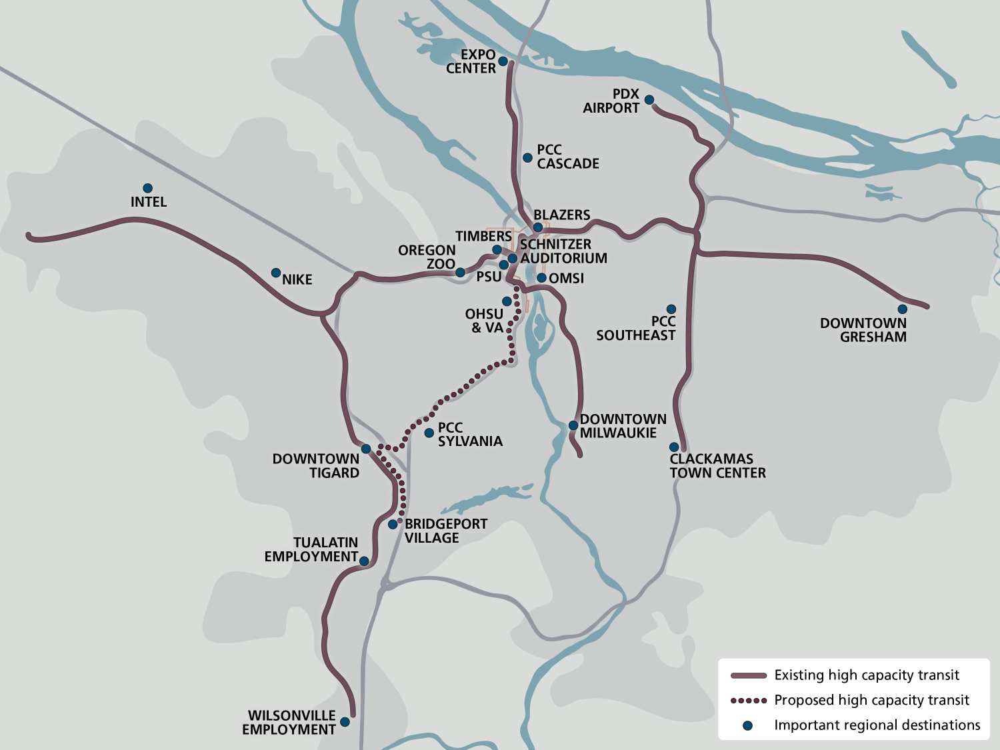 EXPO
CENTER
PDX
AIRPORT
PCC
CASCADE
INTEL
BLAZERS
TIMBERS
SCHNITZER
AUDITORIUM
OREGON
ZOO
PSU
OMSI
NIKE
OHSU
& VA
PCC
SOUTHEAST
DOWNTOWN
GRESHAM
DOWNTOWN
MILWAUKIE
PCC
SYLVANIA
DOWNTOWN
TIGARD
CLACKAMAS
TOWN CENTER
BRIDGEPORT
VILLAGE
TUALATIN
EMPLOYMENT
WILSONVILLE
EMPLOYMENT
Existing high capacity transit
Proposed high capacity transit
Important regional destinations